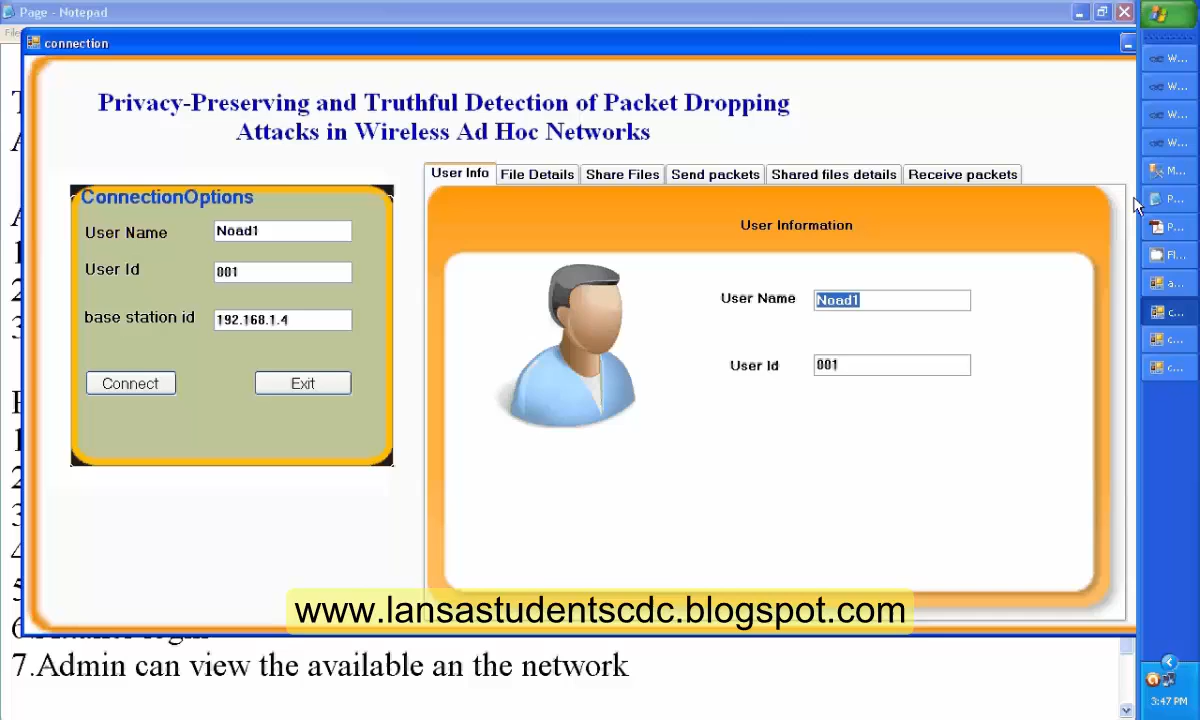 Page - Notepad
connection
Privacy-Preserving and Truthful Detection of Packet Dropping
Attacks in Wireless Ad Hoc Networks
User Info
File Details
Share Files
Send packets
Shared files details
Receive packets
ConnectionOptions
User Name
Noad1
User Id
001
base station id
192.168.1.4
Connect
Exit
User Information
User Name
Noad1
User Id
001
W...
W...
W...
W...
M...
P...
P...
Fl...
a...
c...
c...
c...
www.lansastudentscdc.blogspot.com
7.Admin can view the available an the network
3:47 PM